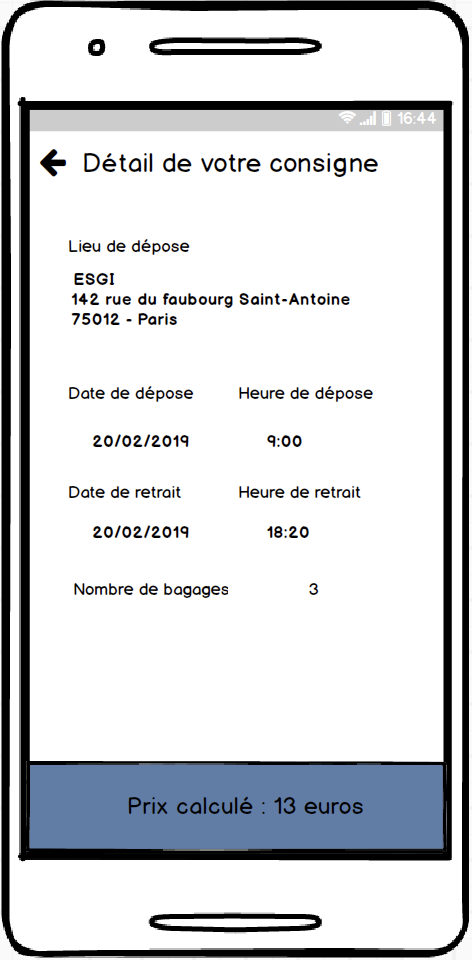 16:44
Détail de votre consigne
Lieu de dépose
ESGI
142 rue du faubourg Saint-Antoine
75012 - Paris
Date de dépose Heure de dépose
20/02/2019 9:00
Date de retrait Heure de retrait
20/02/2019 18:20
Nombre de bagages 3
Prix calculé : 13 euros